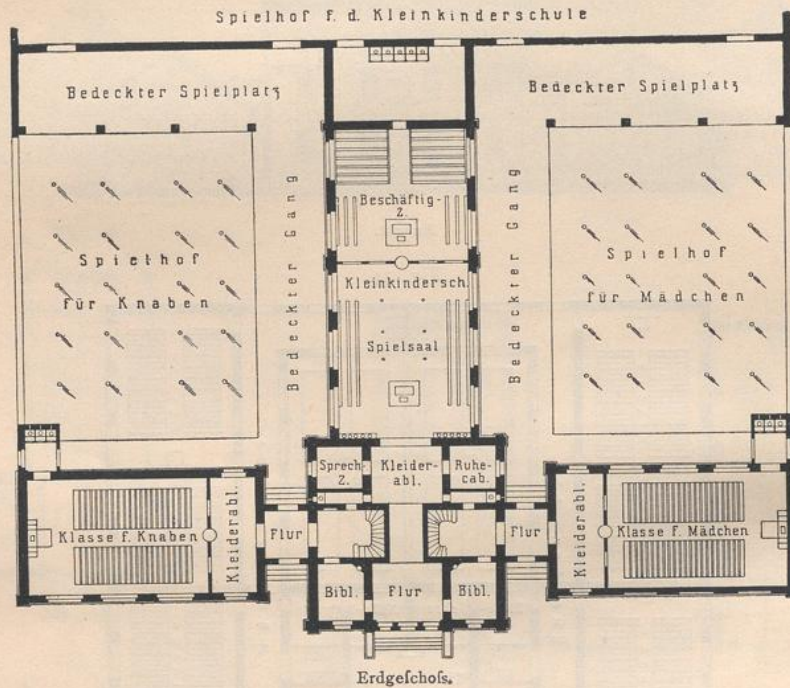 Spielhof f. d. Kleinkinderschule
Bedeckter Spielplatz
Bedeckter Spielplatz
Beschäftig-
Z.
Bedeckter Gang
Bedeckter Gang
Spielhof
für Knaben
Spielhof
für Mädchen
Kleinkindersch.
Spielsaal
Sprech-
Z.
Kleider-
abl.
Ruhe-
cab.
Klasse f. Knaben
Kleiderabl.
Flur
Flur
Kleiderabl.
Klasse f. Mädchen
Bibl.
Flur
Bibl.
Erdgeſchoſs.